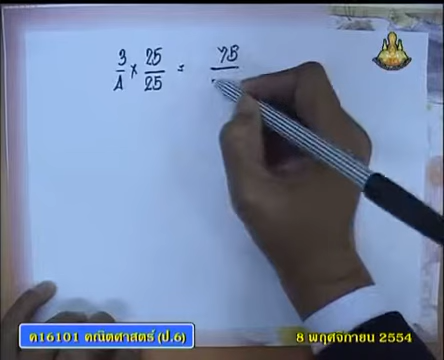 3/4 × 25/25 = 75/
ค16101 คณิตศาสตร์ (ป.6)
8 พฤศจิกายน 2554